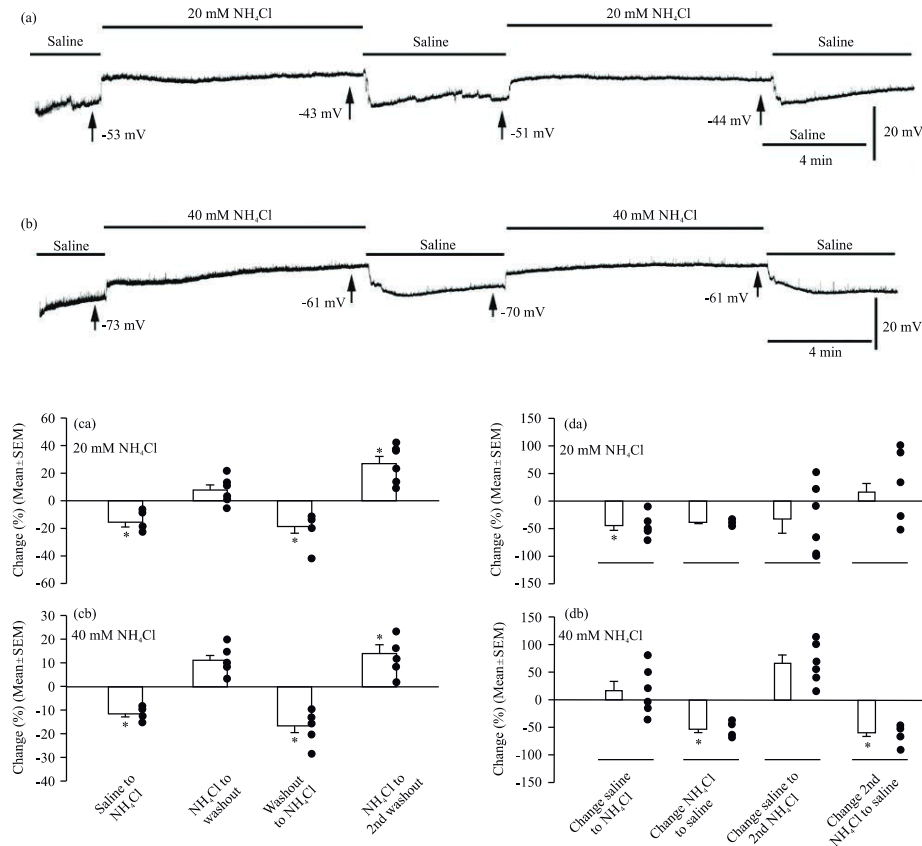 (a)
20 mM NH₄Cl
20 mM NH₄Cl
Saline
Saline
Saline
-53 mV
-43 mV
-51 mV
-44 mV
Saline
4 min
20 mV
(b)
40 mM NH₄Cl
40 mM NH₄Cl
Saline
Saline
Saline
-73 mV
-61 mV
-70 mV
-61 mV
4 min
20 mV
(ca)
20 mM NH₄Cl
Change (%) (Mean±SEM)
60
40
20
0
-20
-40
-60
*
*
*
(da)
20 mM NH₄Cl
Change (%) (Mean±SEM)
150
100
50
0
-50
-100
-150
*
(cb)
40 mM NH₄Cl
Change (%) (Mean±SEM)
30
20
10
0
-10
-20
-30
-40
*
*
*
Saline to
NH₄Cl
NH₄Cl to
washout
Washout
to NH₄Cl
NH₄Cl to
2nd washout
(db)
40 mM NH₄Cl
Change (%) (Mean±SEM)
150
100
50
0
-50
-100
-150
*
*
Change saline
to NH₄Cl
Change NH₄Cl
to saline
Change saline to
2nd NH₄Cl
Change 2nd
NH₄Cl to saline